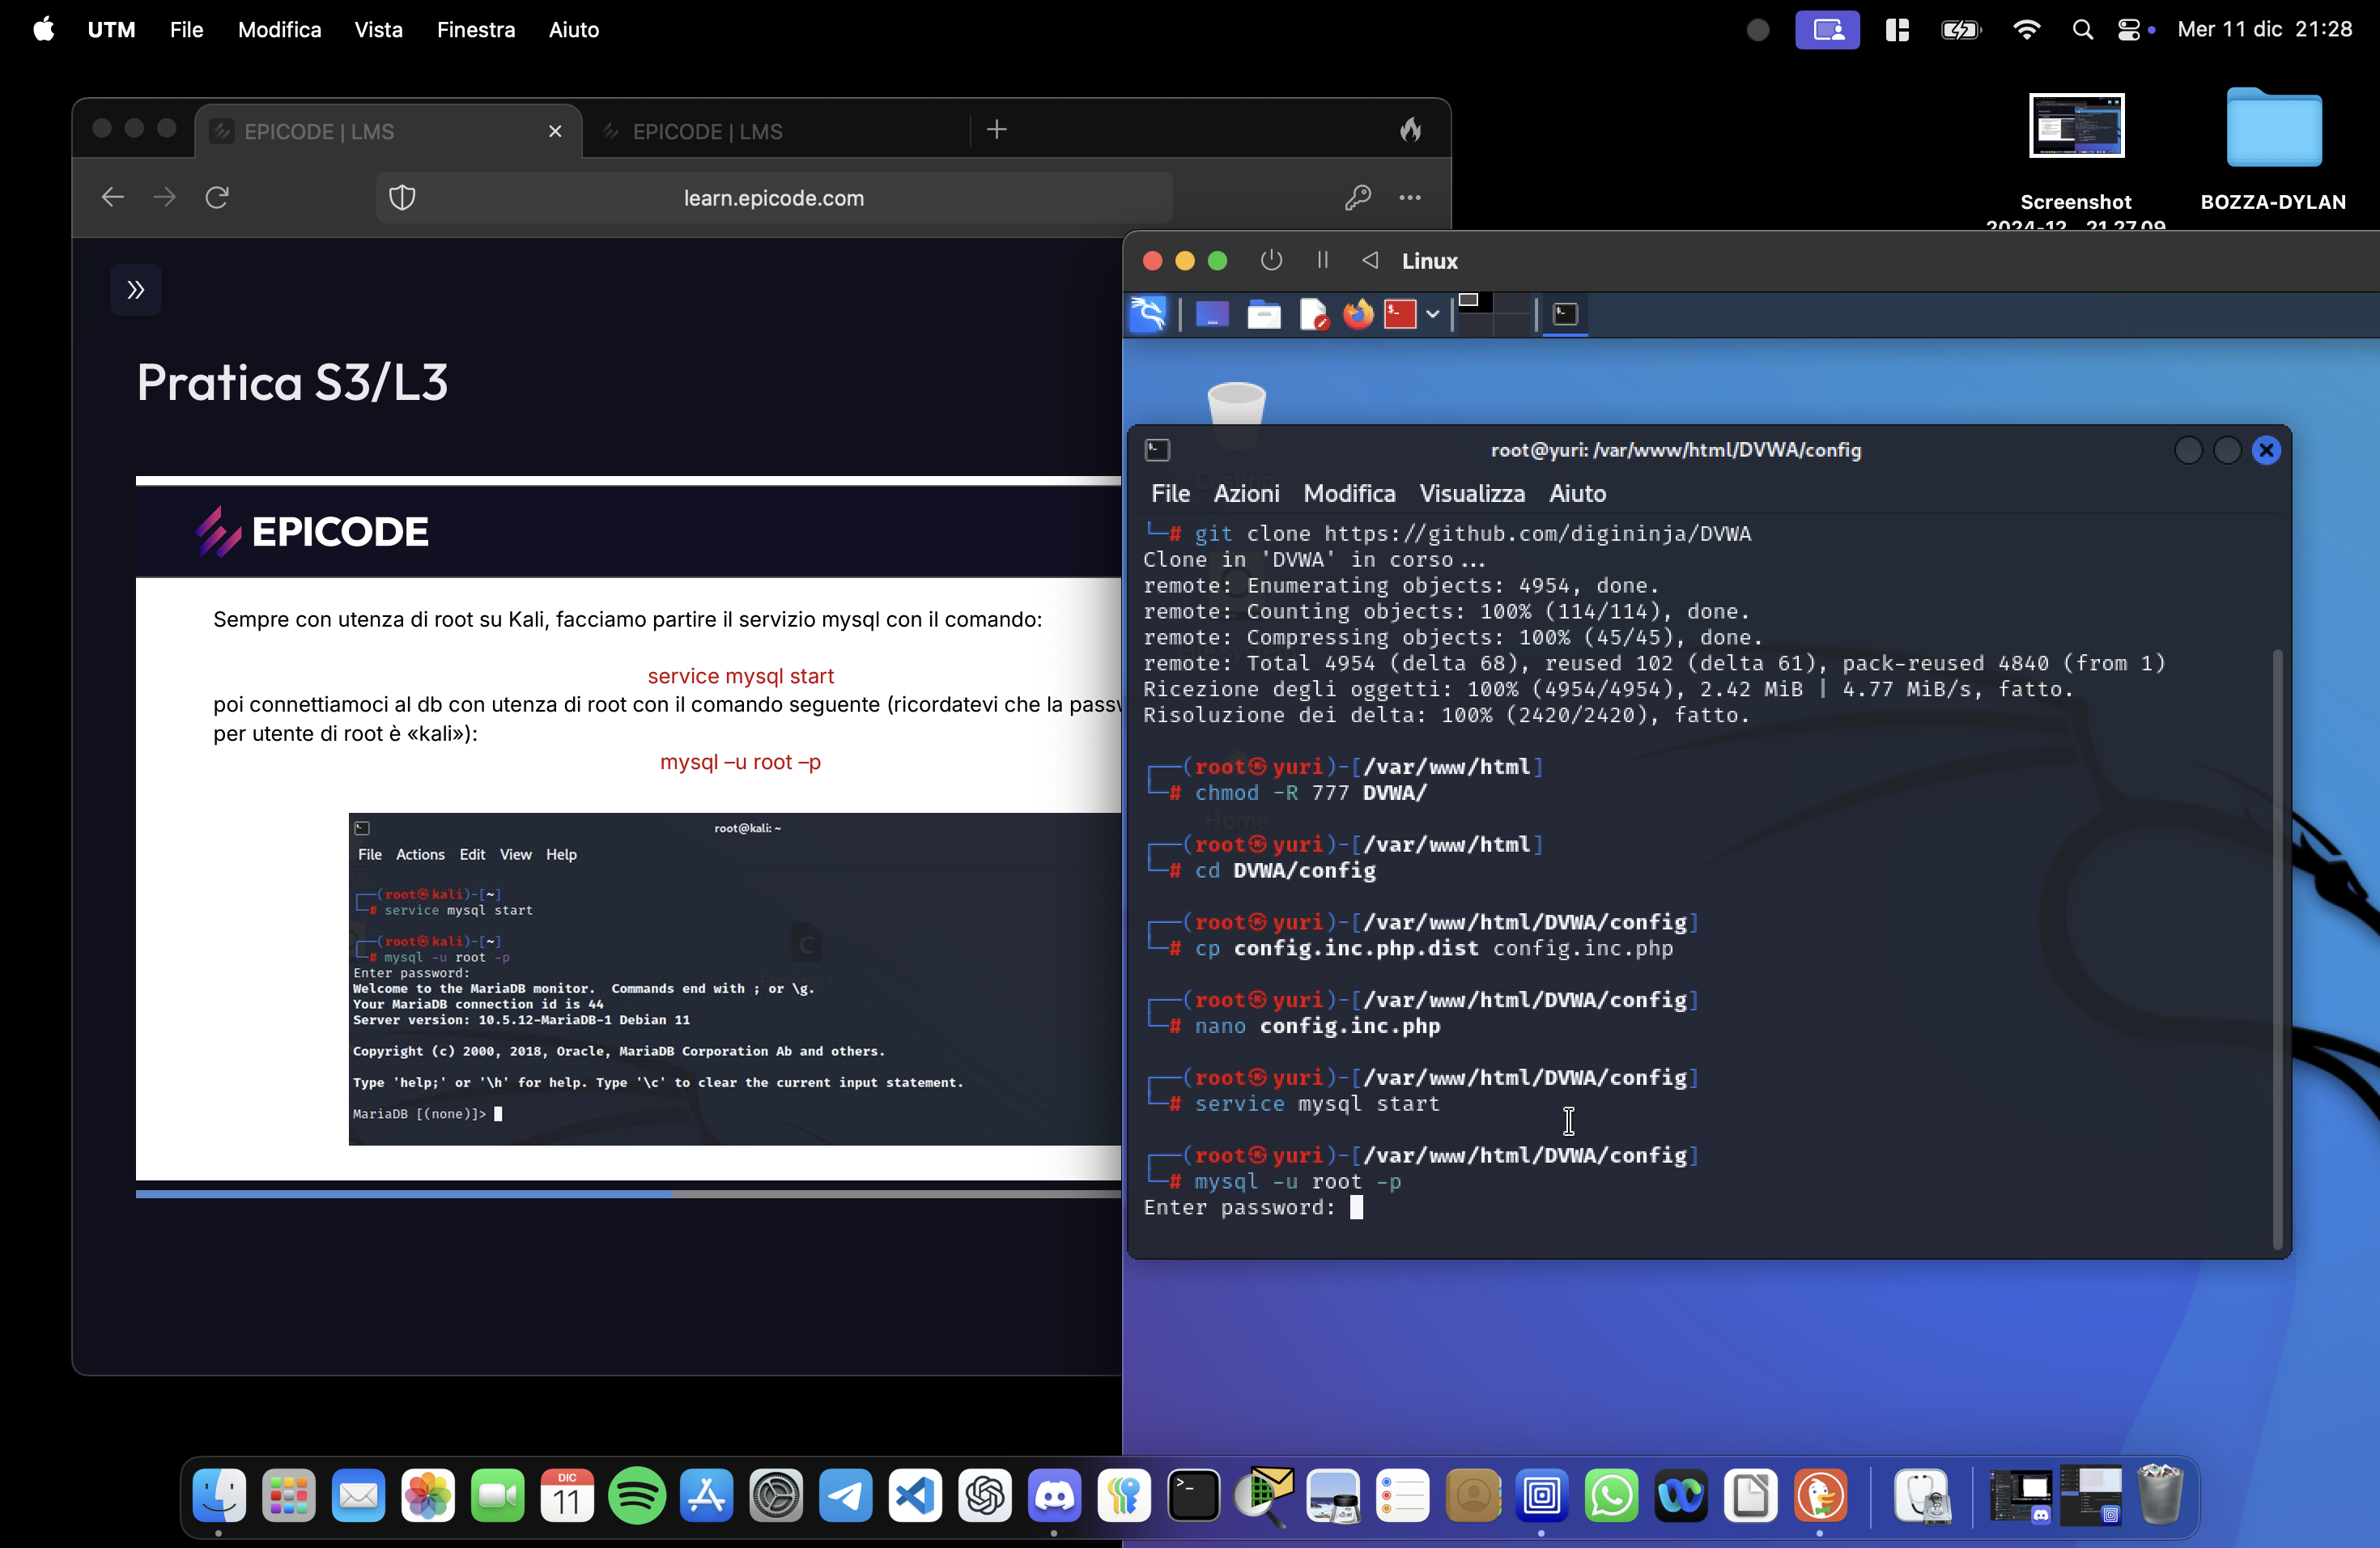 UTM File Modifica Vista Finestra Aiuto
Mer 11 dic 21:28
EPICODE | LMS
EPICODE | LMS
learn.epicode.com
Screenshot
2024-12...21.27.09
BOZZA-DYLAN
Pratica S3/L3
EPICODE
Sempre con utenza di root su Kali, facciamo partire il servizio mysql con il comando:
service mysql start
poi connettiamoci al db con utenza di root con il comando seguente (ricordatevi che la passw
per utente di root è «kali»):
mysql –u root –p
root@kali: ~
File Actions Edit View Help
(root㉿kali)-[~]
# service mysql start
(root㉿kali)-[~]
# mysql -u root -p
Enter password:
Welcome to the MariaDB monitor.  Commands end with ; or \g.
Your MariaDB connection id is 44
Server version: 10.5.12-MariaDB-1 Debian 11
Copyright (c) 2000, 2018, Oracle, MariaDB Corporation Ab and others.
Type 'help;' or '\h' for help. Type '\c' to clear the current input statement.
MariaDB [(none)]>
Linux
root@yuri: /var/www/html/DVWA/config
File Azioni Modifica Visualizza Aiuto
# git clone https://github.com/digininja/DVWA
Clone in 'DVWA' in corso...
remote: Enumerating objects: 4954, done.
remote: Counting objects: 100% (114/114), done.
remote: Compressing objects: 100% (45/45), done.
remote: Total 4954 (delta 68), reused 102 (delta 61), pack-reused 4840 (from 1)
Ricezione degli oggetti: 100% (4954/4954), 2.42 MiB | 4.77 MiB/s, fatto.
Risoluzione dei delta: 100% (2420/2420), fatto.
(root㉿yuri)-[/var/www/html]
# chmod -R 777 DVWA/
Home
(root㉿yuri)-[/var/www/html]
# cd DVWA/config
(root㉿yuri)-[/var/www/html/DVWA/config]
# cp config.inc.php.dist config.inc.php
(root㉿yuri)-[/var/www/html/DVWA/config]
# nano config.inc.php
(root㉿yuri)-[/var/www/html/DVWA/config]
# service mysql start
(root㉿yuri)-[/var/www/html/DVWA/config]
# mysql -u root -p
Enter password:
DIC
11